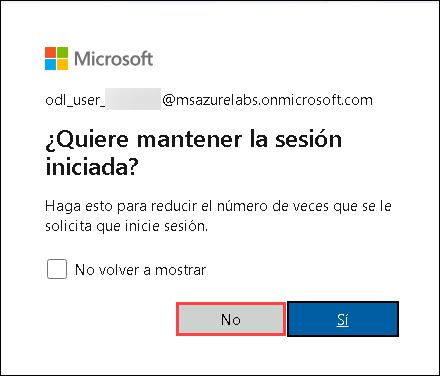 Microsoft
odl_user_ @msazurelabs.onmicrosoft.com
¿Quiere mantener la sesión
iniciada?
Haga esto para reducir el número de veces que se le
solicita que inicie sesión.
No volver a mostrar
No
Sí